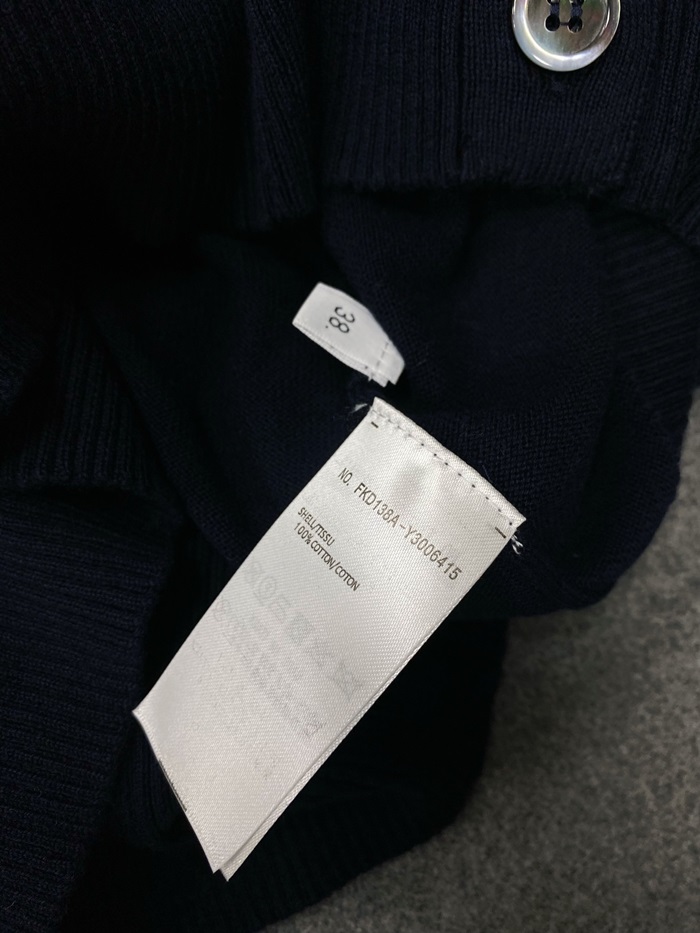 38.
NO. FKD138A-Y3006415
SHELL/TISSU
100% COTTON/COTON